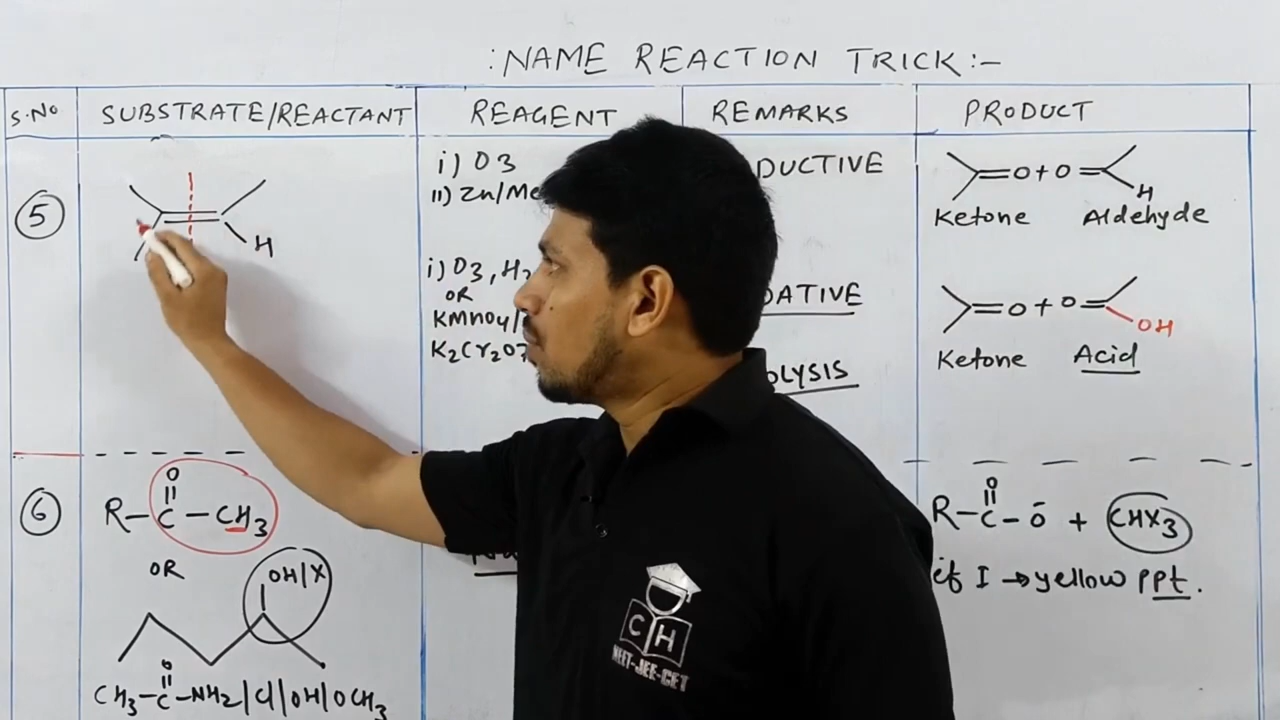 :NAME REACTION TRICK:-
S.No SUBSTRATE/REACTANT REAGENT REMARKS PRODUCT
5
H
i) O3
ii) Zn/Me
DUCTIVE
=O + O= H
Ketone Aldehyde
i) O3, H2
OR
KMnO4/
K2Cr2O7
DATIVE
OLYSIS
=O + O= OH
Ketone Acid
6
O
R-C-CH3
OR
OH/X
O
CH3-C-NH2/Cl/OH/OCH3
O
R-C-Ō + CHX3
if I → yellow ppt.
C H
NEET-JEE-CET